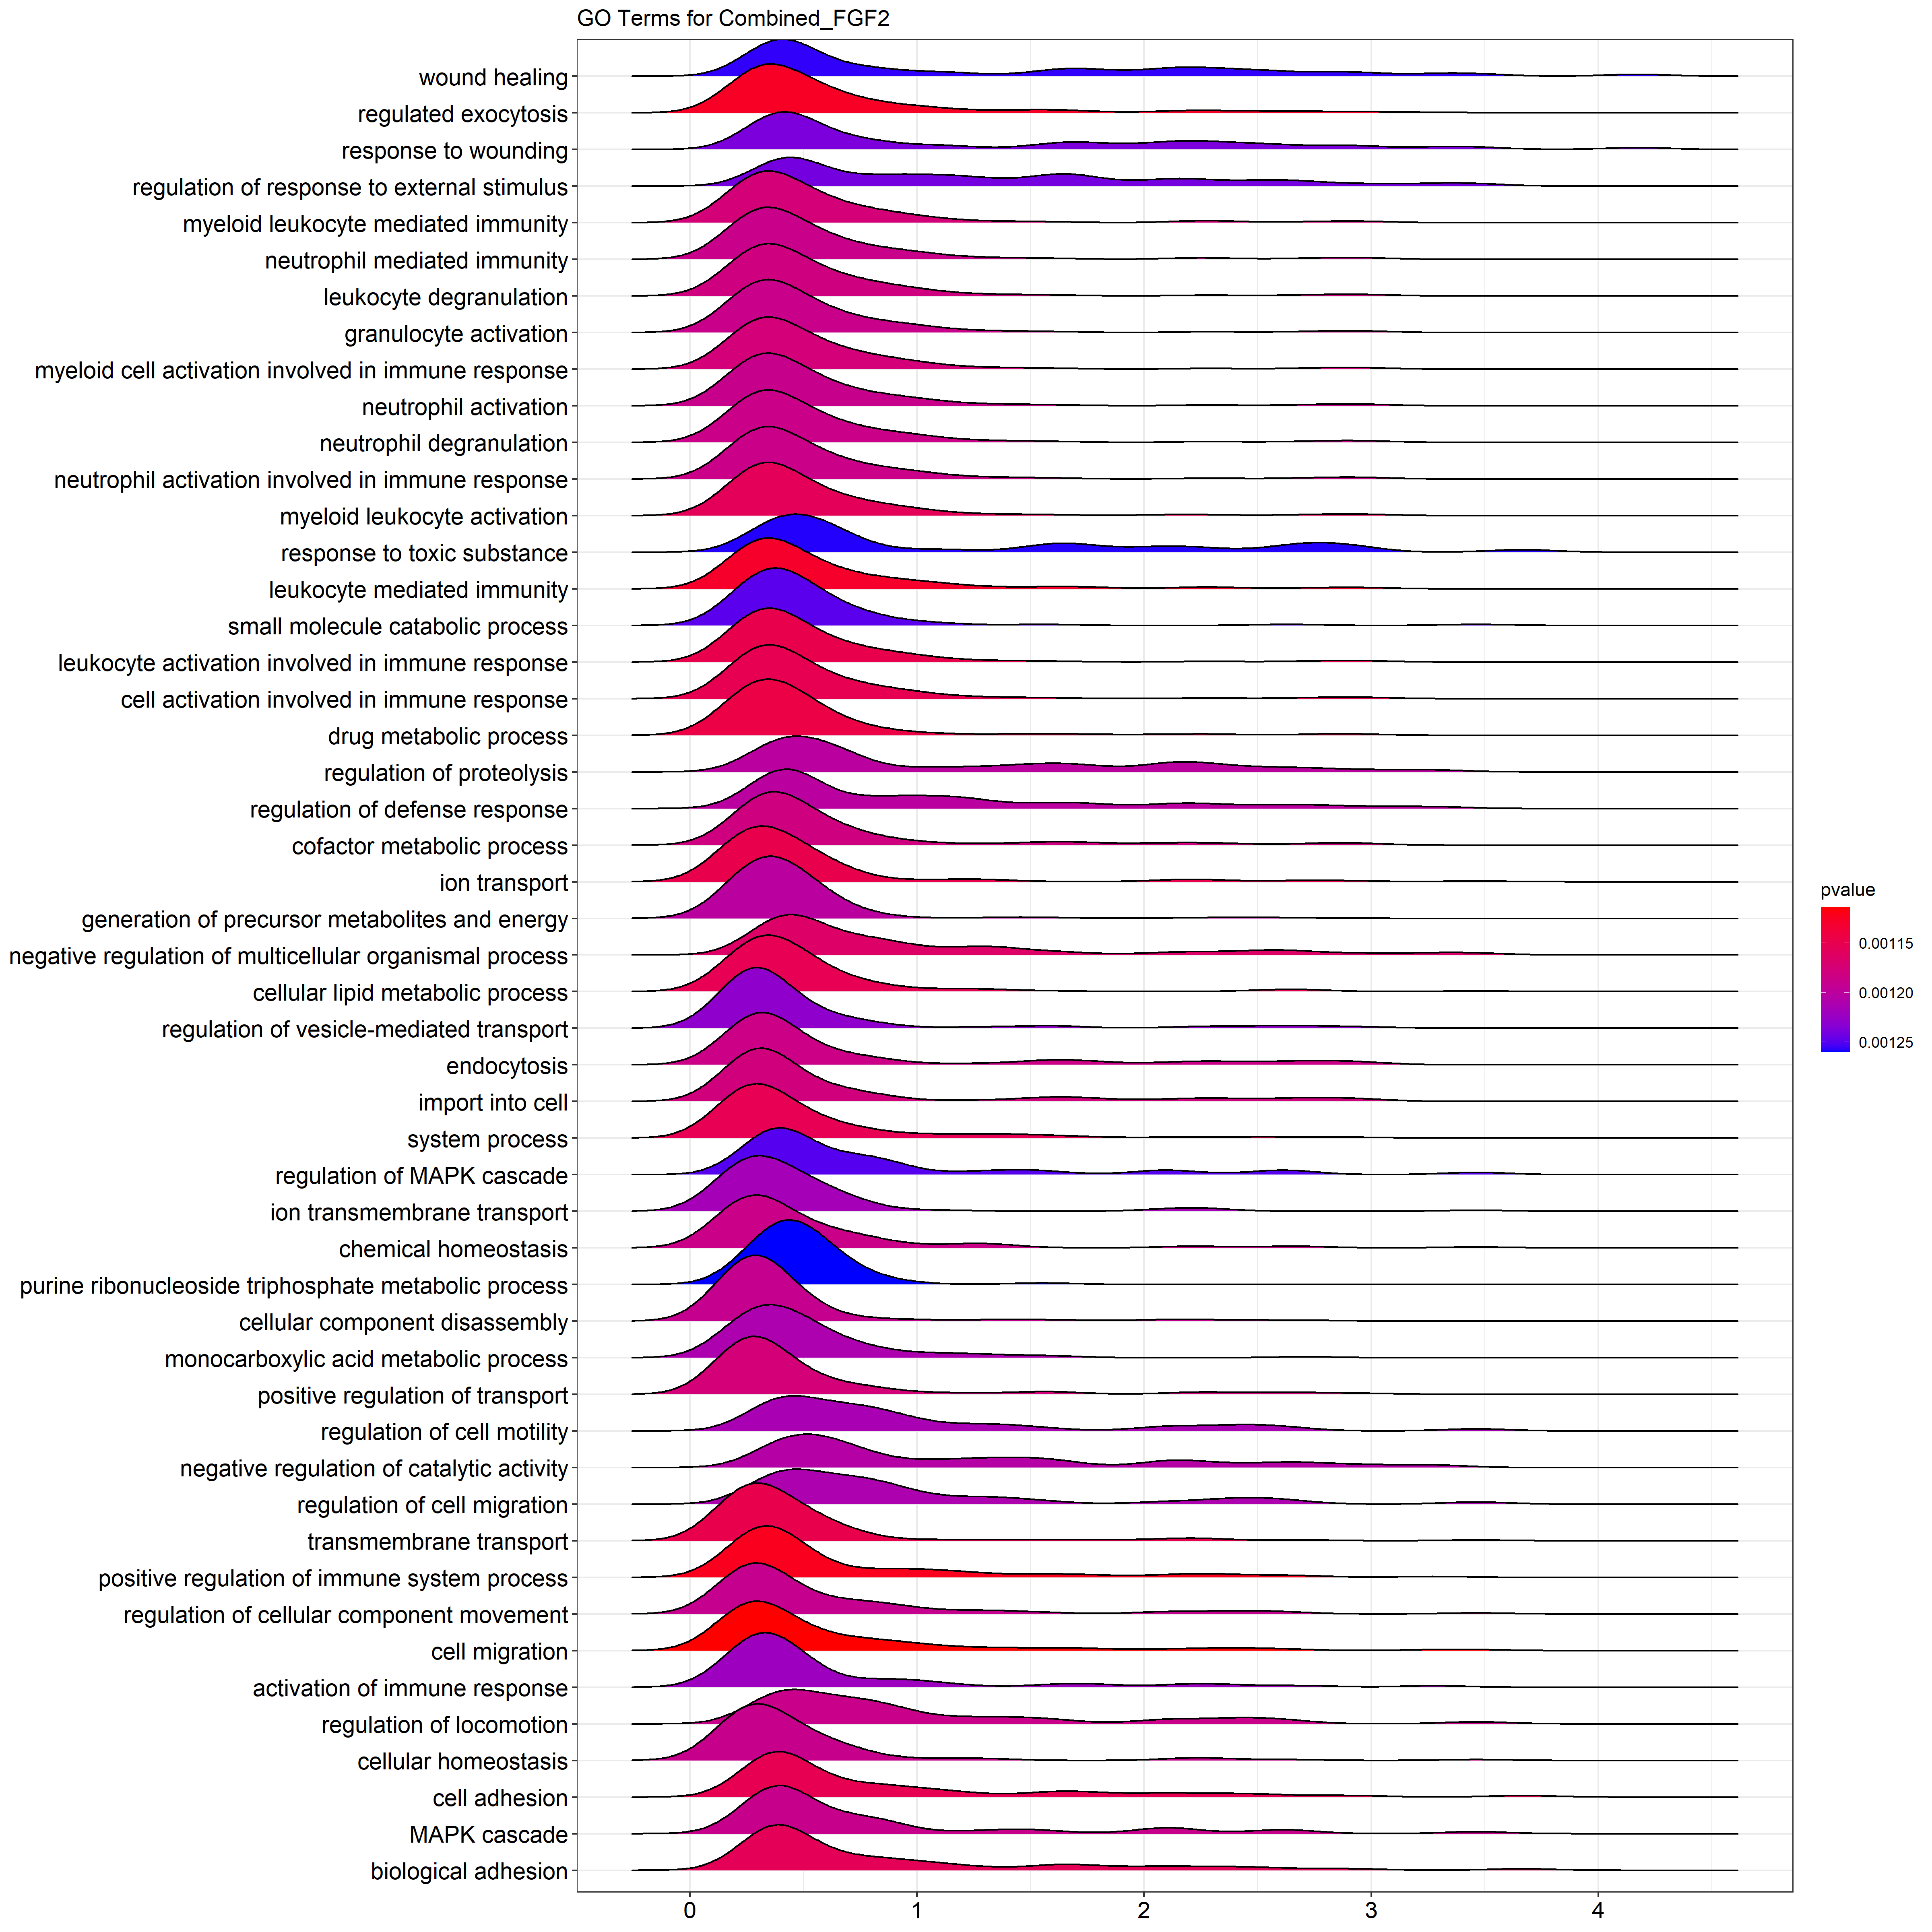 GO Terms for Combined_FGF2
wound healing
regulated exocytosis
response to wounding
regulation of response to external stimulus
myeloid leukocyte mediated immunity
neutrophil mediated immunity
leukocyte degranulation
granulocyte activation
myeloid cell activation involved in immune response
neutrophil activation
neutrophil degranulation
neutrophil activation involved in immune response
myeloid leukocyte activation
response to toxic substance
leukocyte mediated immunity
small molecule catabolic process
leukocyte activation involved in immune response
cell activation involved in immune response
drug metabolic process
regulation of proteolysis
regulation of defense response
cofactor metabolic process
ion transport
generation of precursor metabolites and energy
negative regulation of multicellular organismal process
cellular lipid metabolic process
regulation of vesicle-mediated transport
endocytosis
import into cell
system process
regulation of MAPK cascade
ion transmembrane transport
chemical homeostasis
purine ribonucleoside triphosphate metabolic process
cellular component disassembly
monocarboxylic acid metabolic process
positive regulation of transport
regulation of cell motility
negative regulation of catalytic activity
regulation of cell migration
transmembrane transport
positive regulation of immune system process
regulation of cellular component movement
cell migration
activation of immune response
regulation of locomotion
cellular homeostasis
cell adhesion
MAPK cascade
biological adhesion
0 1 2 3 4
pvalue
0.00115
0.00120
0.00125